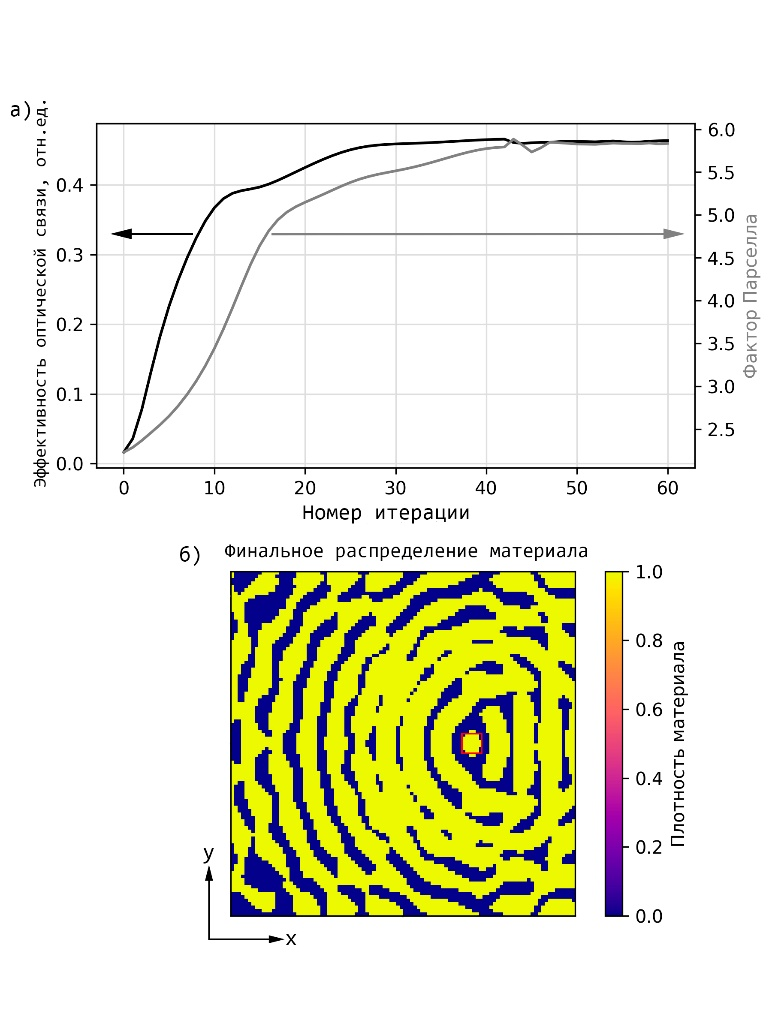 а)
Эффективность оптической связи, отн.ед.
0.4
0.3
0.2
0.1
0.0
6.0
5.5
5.0
4.5
4.0
3.5
3.0
2.5
Фактор Парселла
0 10 20 30 40 50 60
Номер итерации
б) Финальное распределение материала
1.0
0.8
0.6
0.4
0.2
0.0
Плотность материала
y
x